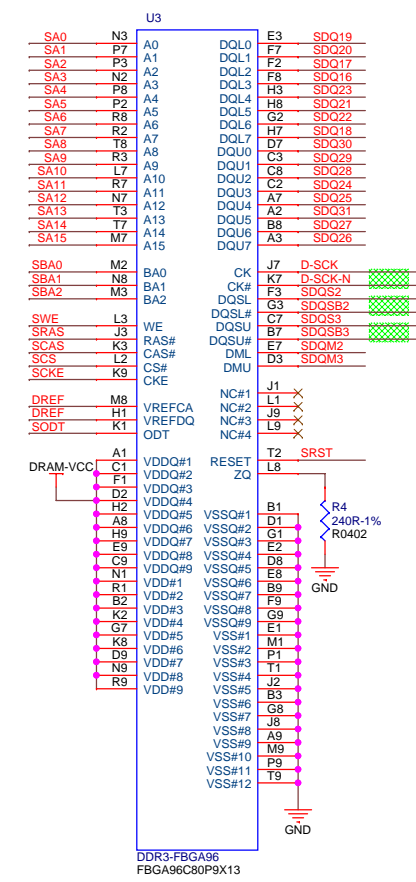 U3
SA0 N3 A0 DQL0 E3 SDQ19
SA1 P7 A1 DQL1 F7 SDQ20
SA2 P3 A2 DQL2 F2 SDQ17
SA3 N2 A3 DQL3 F8 SDQ16
SA4 P8 A4 DQL4 H3 SDQ23
SA5 P2 A5 DQL5 H8 SDQ21
SA6 R8 A6 DQL6 G2 SDQ22
SA7 R2 A7 DQL7 H7 SDQ18
SA8 T8 A8 DQU0 D7 SDQ30
SA9 R3 A9 DQU1 C3 SDQ29
SA10 L7 A10 DQU2 C8 SDQ28
SA11 R7 A11 DQU3 C2 SDQ24
SA12 N7 A12 DQU4 A7 SDQ25
SA13 T3 A13 DQU5 A2 SDQ31
SA14 T7 A14 DQU6 B8 SDQ27
SA15 M7 A15 DQU7 A3 SDQ26
SBA0 M2 BA0 CK J7 D-SCK
SBA1 N8 BA1 CK# K7 D-SCK-N
SBA2 M3 BA2 DQSL F3 SDQS2
DQSL# G3 SDQSB2
SWE L3 WE DQSU C7 SDQS3
SRAS J3 RAS# DQSU# B7 SDQSB3
SCAS K3 CAS# DML E7 SDQM2
SCS L2 CS# DMU D3 SDQM3
SCKE K9 CKE
NC#1 J1
DREF M8 VREFCA NC#2 L1
DREF H1 VREFDQ NC#3 J9
SODT K1 ODT NC#4 L9
A1 VDDQ#1 RESET T2 SRST
DRAM-VCC C1 VDDQ#2 ZQ L8
F1 VDDQ#3
D2 VDDQ#4
H2 VDDQ#5 VSSQ#1 B1
A8 VDDQ#6 VSSQ#2 D1
H9 VDDQ#7 VSSQ#3 G1
E9 VDDQ#8 VSSQ#4 E2
C9 VDDQ#9 VSSQ#5 D8
N1 VDD#1 VSSQ#6 E8
R1 VDD#2 VSSQ#7 B9
B2 VDD#3 VSSQ#8 F9
K2 VDD#4 VSSQ#9 G9
G7 VDD#5 VSS#1 E1
K8 VDD#6 VSS#2 M1
D9 VDD#7 VSS#3 P1
N9 VDD#8 VSS#4 T1
R9 VDD#9 VSS#5 J2
VSS#6 B3
VSS#7 G8
VSS#8 J8
VSS#9 A9
VSS#10 M9
VSS#11 P9
VSS#12 T9
R4
240R-1%
R0402
GND
GND
DDR3-FBGA96
FBGA96C80P9X13